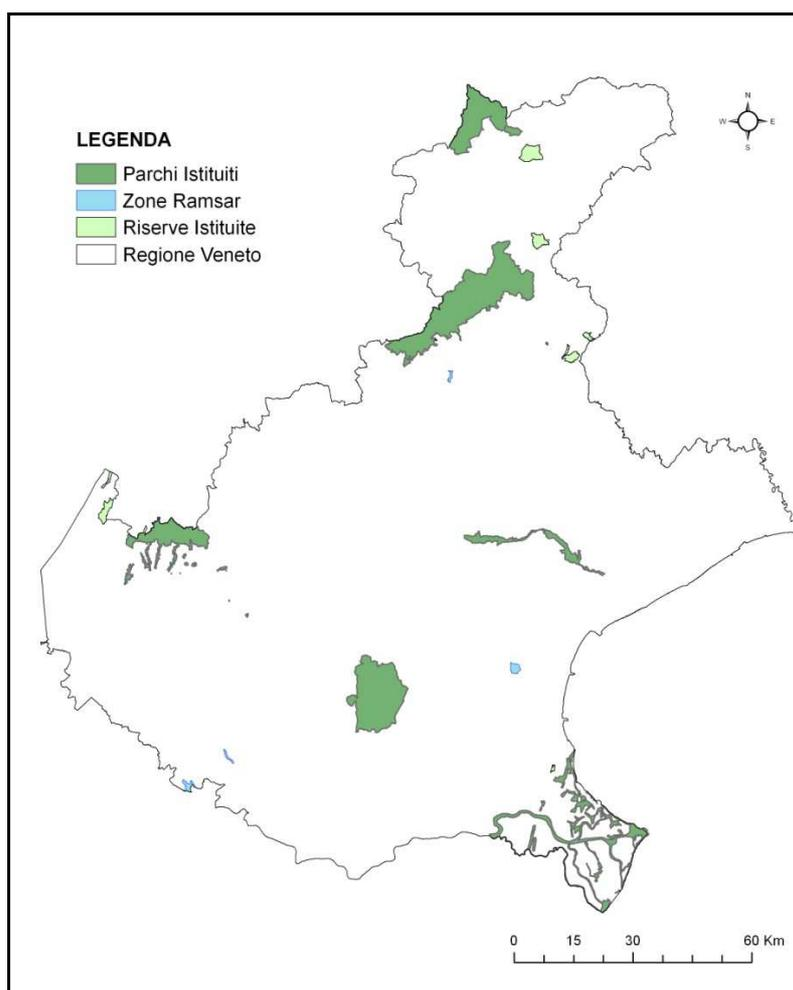 N
W E
S
LEGENDA
Parchi Istituiti
Zone Ramsar
Riserve Istituite
Regione Veneto
0 15 30 60 Km